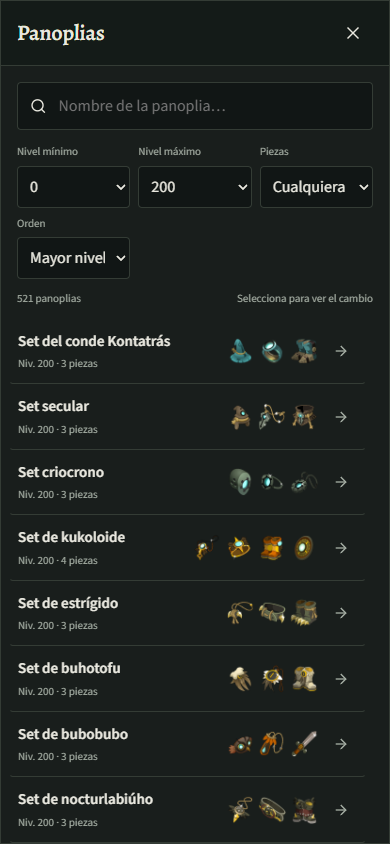 Panoplias
Nombre de la panoplia…
Nivel mínimo
Nivel máximo
Piezas
0
200
Cualquiera
Orden
Mayor nivel
521 panoplias
Selecciona para ver el cambio
Set del conde Kontatrás
Niv. 200 · 3 piezas
Set secular
Niv. 200 · 3 piezas
Set criocrono
Niv. 200 · 3 piezas
Set de kukoloide
Niv. 200 · 4 piezas
Set de estrígido
Niv. 200 · 3 piezas
Set de buhotofu
Niv. 200 · 3 piezas
Set de bubobubo
Niv. 200 · 3 piezas
Set de nocturlabiúho
Niv. 200 · 3 piezas